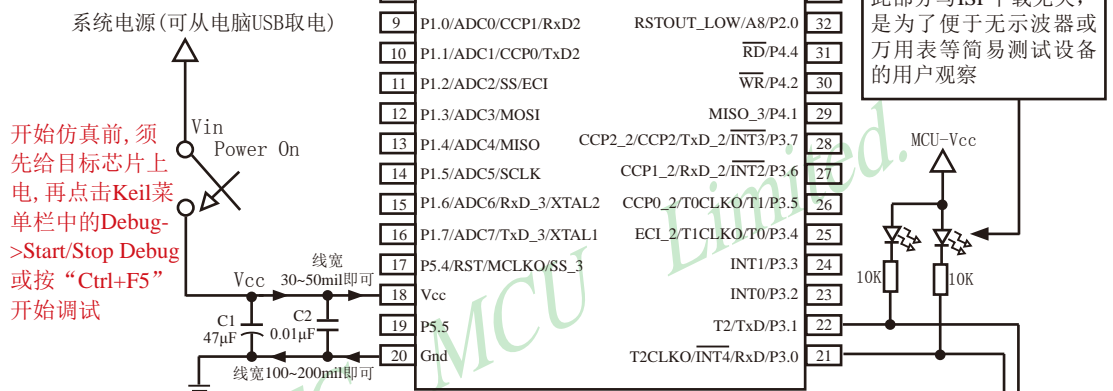 系统电源(可从电脑USB取电)
Vin
Power On
开始仿真前,须
先给目标芯片上
电,再点击Keil菜
单栏中的Debug-
>Start/Stop Debug
或按“Ctrl+F5”
开始调试
Vcc
线宽
30~50mil即可
C1
47μF
C2
0.01μF
线宽100~200mil即可
9 P1.0/ADC0/CCP1/RxD2
10 P1.1/ADC1/CCP0/TxD2
11 P1.2/ADC2/SS/ECI
12 P1.3/ADC3/MOSI
13 P1.4/ADC4/MISO
14 P1.5/ADC5/SCLK
15 P1.6/ADC6/RxD_3/XTAL2
16 P1.7/ADC7/TxD_3/XTAL1
17 P5.4/RST/MCLKO/SS_3
18 Vcc
19 P5.5
20 Gnd
RSTOUT_LOW/A8/P2.0 32
RD/P4.4 31
WR/P4.2 30
MISO_3/P4.1 29
CCP2_2/CCP2/TxD_2/INT3/P3.7 28
CCP1_2/RxD_2/INT2/P3.6 27
CCP0_2/T0CLKO/T1/P3.5 26
ECI_2/T1CLKO/T0/P3.4 25
INT1/P3.3 24
INT0/P3.2 23
T2/TxD/P3.1 22
T2CLKO/INT4/RxD/P3.0 21
MCU Limited.
此部分与ISP下载无关,
是为了便于无示波器或
万用表等简易测试设备
的用户观察
MCU-Vcc
10K
10K